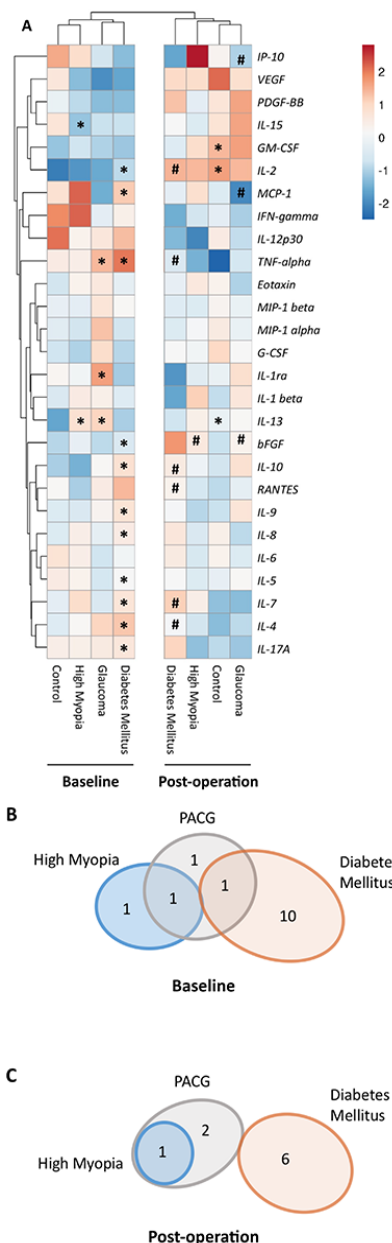 A
IP-10 #
VEGF
PDGF-BB
IL-15 *
GM-CSF *
IL-2 * # *
MCP-1 * #
IFN-gamma
IL-12p30
TNF-alpha * * #
Eotaxin
MIP-1 beta
MIP-1 alpha
G-CSF
IL-1ra *
IL-1 beta
IL-13 * * *
bFGF * # #
IL-10 * #
RANTES #
IL-9 *
IL-8 *
IL-6
IL-5 *
IL-7 * #
IL-4 * #
IL-17A *
2
1
0
-1
-2
Control
High Myopia
Glaucoma
Diabetes Mellitus
Diabetes Mellitus
High Myopia
Control
Glaucoma
Baseline
Post-operation
B
PACG
High Myopia
Diabete
Mellitus
1
1
1
1
10
Baseline
C
PACG
Diabetes
Mellitus
High Myopia
1
2
6
Post-operation